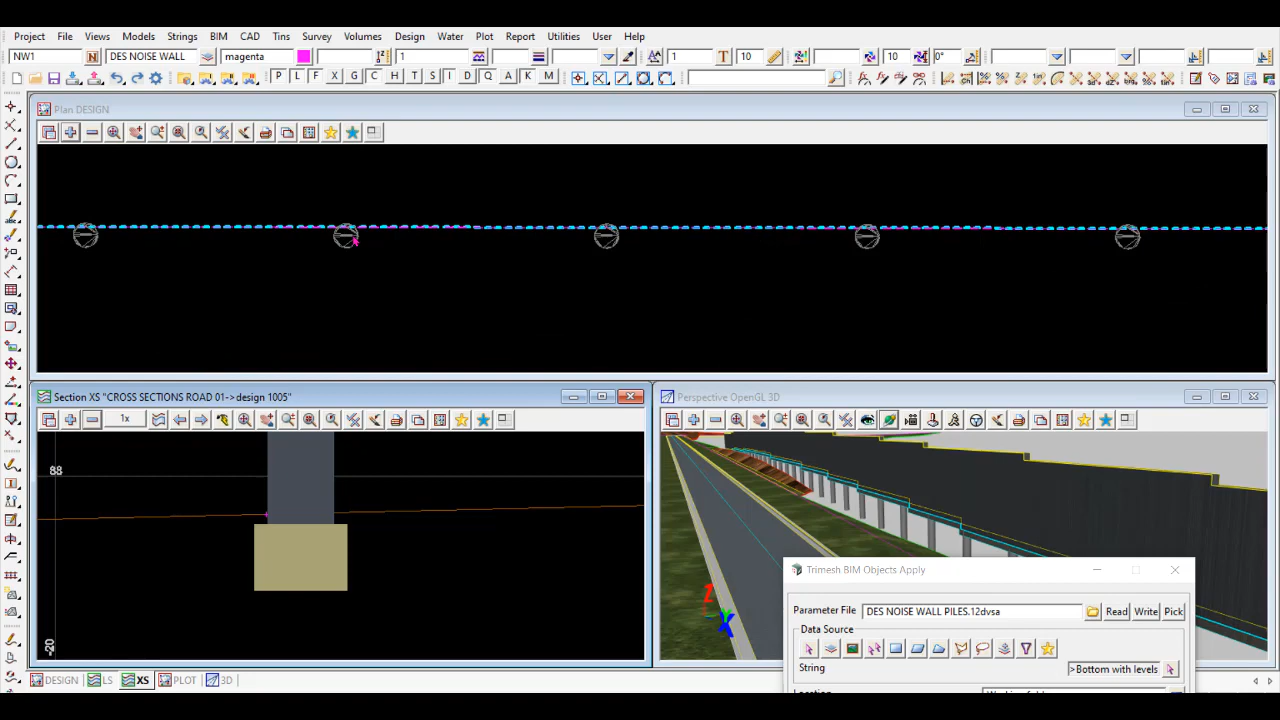 Project File Views Models Strings BIM CAD Tins Survey Volumes Design Water Plot Report Utilities User Help
NW1 N DES NOISE WALL magenta 1 1 T 10 10 0°
P L F X G C H T S I D Q A K M
Plan DESIGN
Section XS "CROSS SECTIONS ROAD 01->design 1005"
Perspective OpenGL 3D
1x
88
-20
Z
X
Trimesh BIM Objects Apply
Parameter File DES NOISE WALL PILES.12dvsa Read Write Pick
Data Source
String >Bottom with levels
DESIGN LS XS PLOT 3D